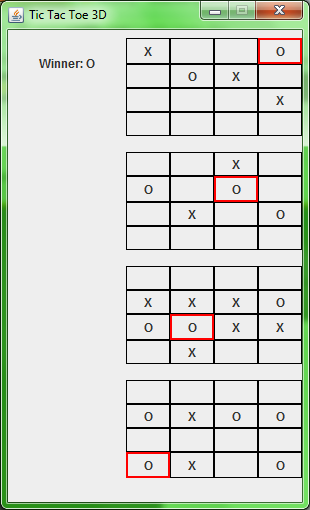 Tic Tac Toe 3D
Winner: O
X O
O X
X
X
O O
X O
X X X O
O O X X
X
O X O O
O X O